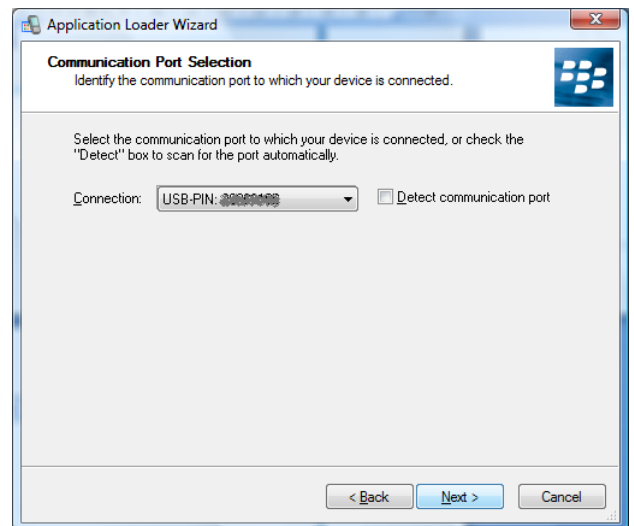 Application Loader Wizard
Communication Port Selection
Identify the communication port to which your device is connected.
Select the communication port to which your device is connected, or check the
"Detect" box to scan for the port automatically.
Connection: USB-PIN: Detect communication port
< Back Next > Cancel